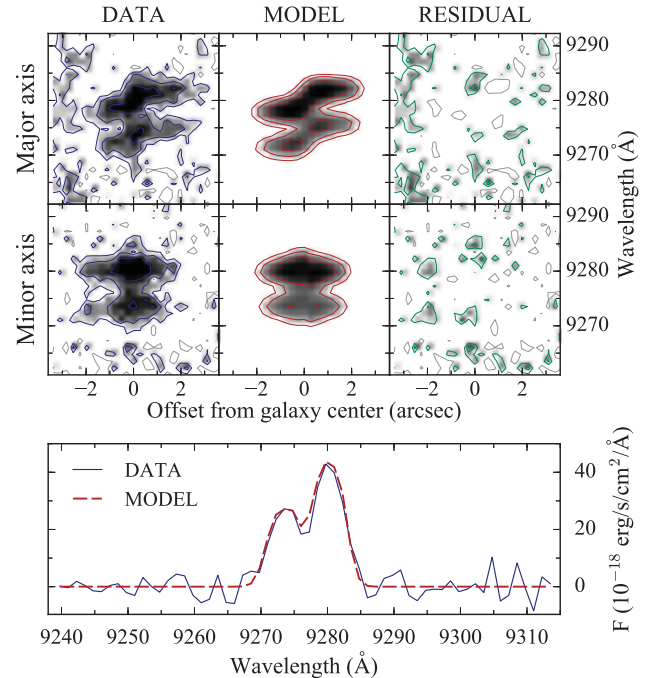 DATA MODEL RESIDUAL
Major axis
9290
9280
9270
Wavelength (Å)
Minor axis
9290
9280
9270
−2 0 2 −2 0 2 −2 0 2
Offset from galaxy center (arcsec)
DATA
MODEL
40
20
0
F (10⁻¹⁸ erg/s/cm²/Å)
9240 9250 9260 9270 9280 9290 9300 9310
Wavelength (Å)